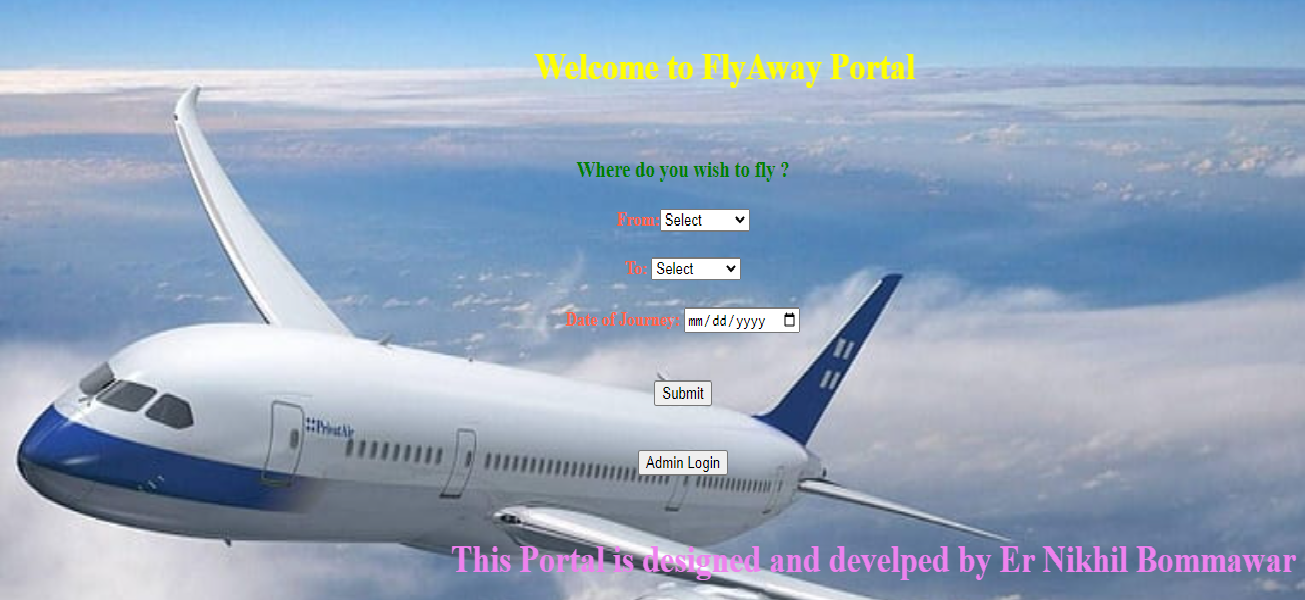 Welcome to FlyAway Portal
Where do you wish to fly ?
From: Select
To: Select
Date of Journey: mm/dd/yyyy
Submit
PrivatAir
Admin Login
This Portal is designed and develped by Er Nikhil Bommawar